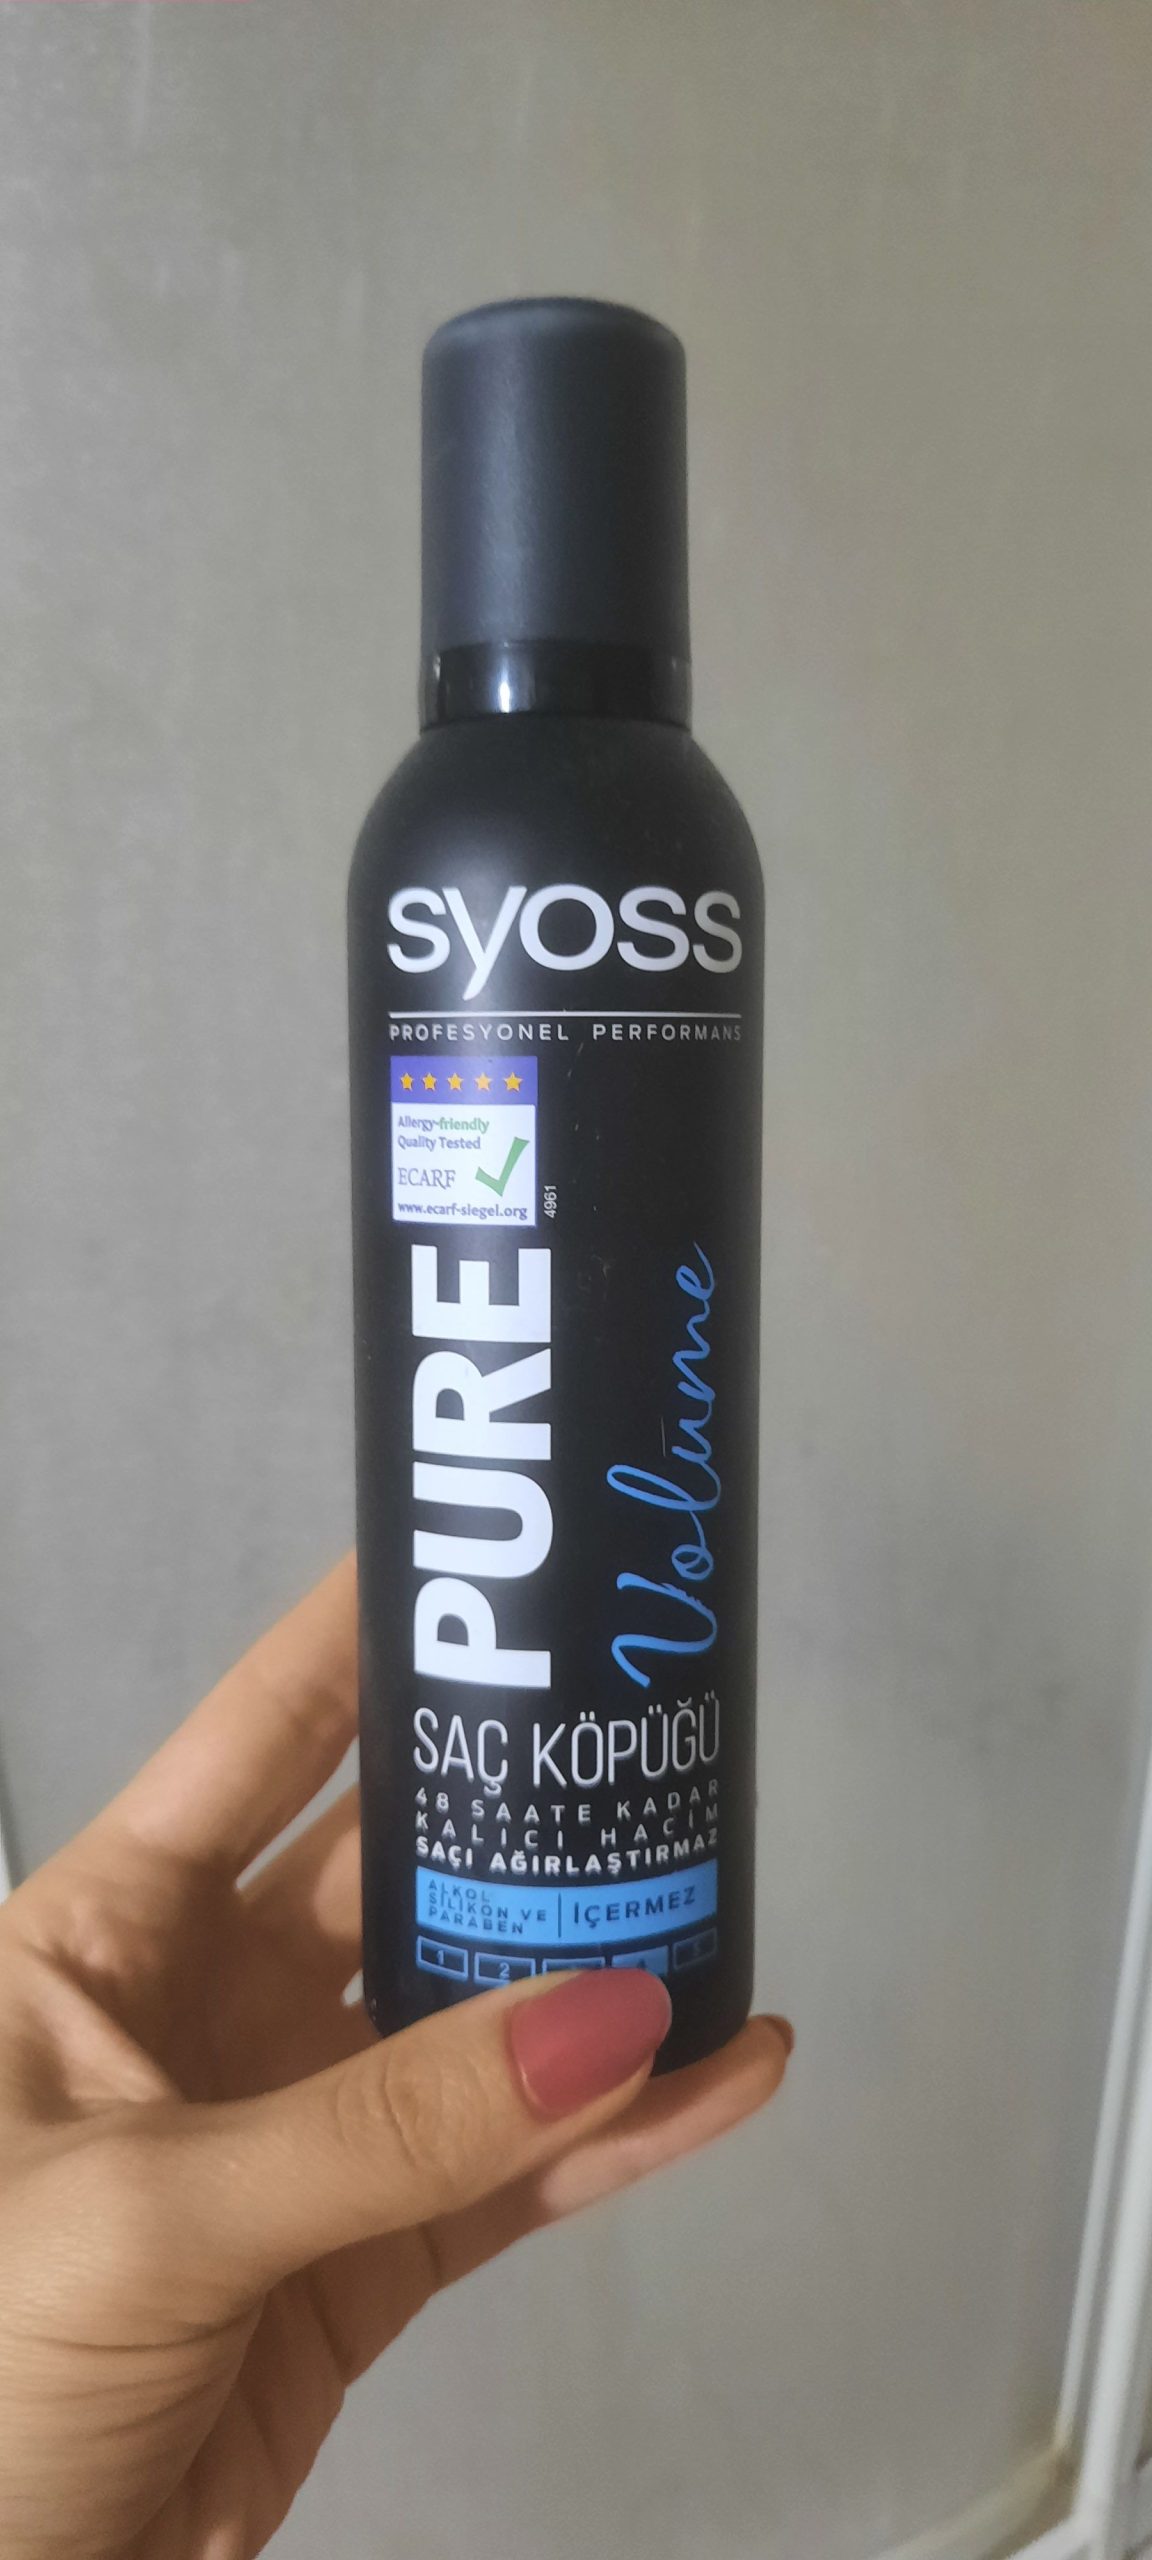 syoss
PROFESYONEL PERFORMANS
Allergy-friendly
Quality Tested
ECARF
www.ecarf-siegel.org
4961
PURE
Volume
SAÇ KÖPÜĞÜ
48 SAATE KADAR
KALICI HACİM
SAÇI AĞIRLAŞTIRMAZ
ALKOL
SİLİKON VE
PARABEN
İÇERMEZ
1 2 4 5